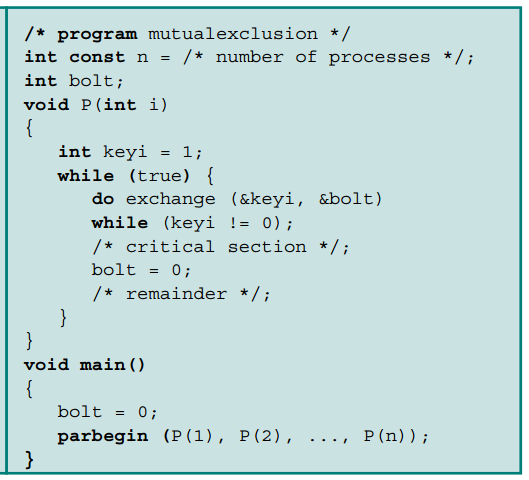 /* program mutualexclusion */
int const n = /* number of processes */;
int bolt;
void P(int i)
{
   int keyi = 1;
   while (true) {
      do exchange (&keyi, &bolt)
      while (keyi != 0);
      /* critical section */;
      bolt = 0;
      /* remainder */;
   }
}
void main()
{
   bolt = 0;
   parbegin (P(1), P(2), ..., P(n));
}